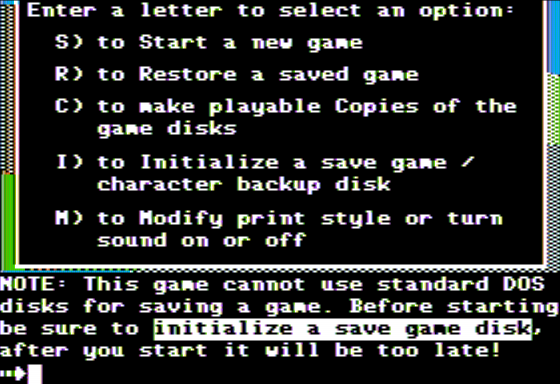 Enter a letter to select an option:
S) to Start a new game
R) to Restore a saved game
C) to make playable Copies of the
game disks
I) to Initialize a save game /
character backup disk
M) to Modify print style or turn
sound on or off
NOTE: This game cannot use standard DOS
disks for saving a game. Before starting
be sure to initialize a save game disk,
after you start it will be too late!